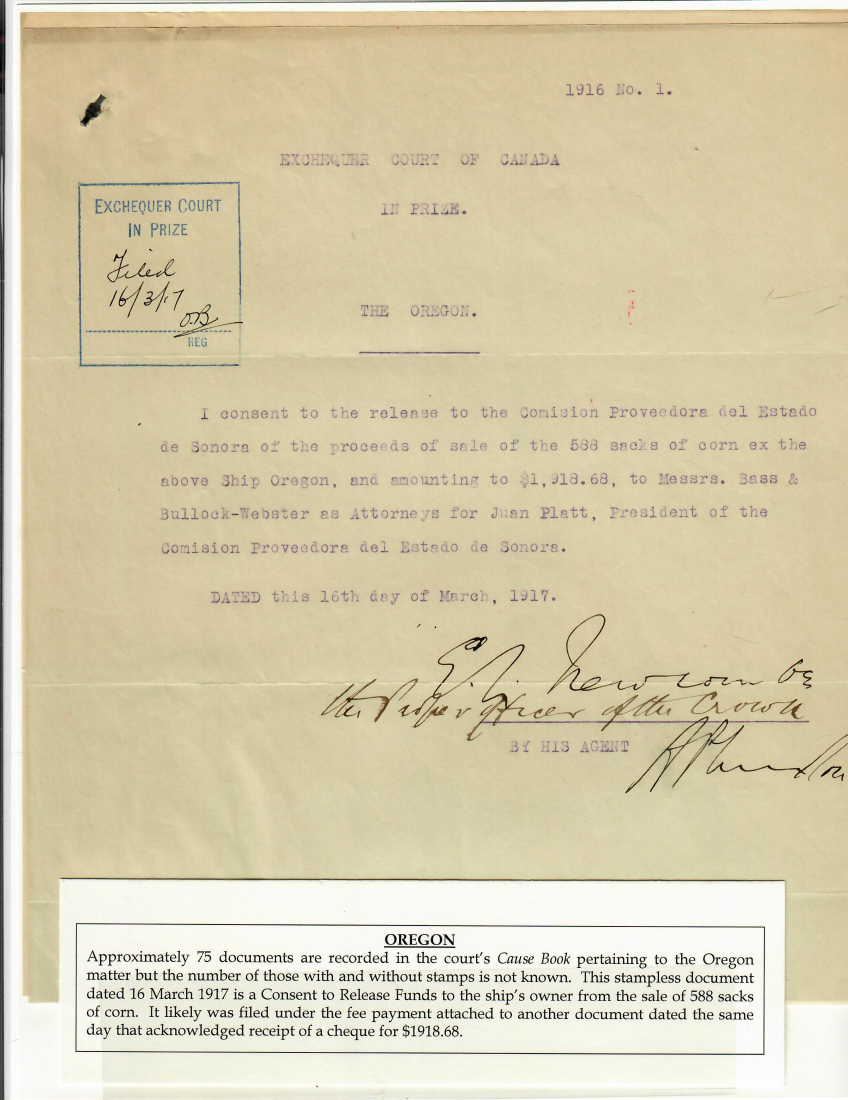 1916 No. 1.
EXCHEQUER COURT OF CANADA
IN PRIZE.
EXCHEQUER COURT
IN PRIZE
Filed
16/3/17
O.B.
REG
THE OREGON.
I consent to the release to the Comision Proveedora del Estado
de Sonora of the proceeds of sale of the 588 sacks of corn ex the
above Ship Oregon, and amounting to $1,918.68, to Messrs. Bass &
Bullock-Webster as Attorneys for Juan Platt, President of the
Comision Proveedora del Estado de Sonora.
DATED this 16th day of March, 1917.
E. L. Newcombe
the Proper officer of the Crown
BY HIS AGENT
OREGON
Approximately 75 documents are recorded in the court's Cause Book pertaining to the Oregon
matter but the number of those with and without stamps is not known. This stampless document
dated 16 March 1917 is a Consent to Release Funds to the ship's owner from the sale of 588 sacks
of corn. It likely was filed under the fee payment attached to another document dated the same
day that acknowledged receipt of a cheque for $1918.68.